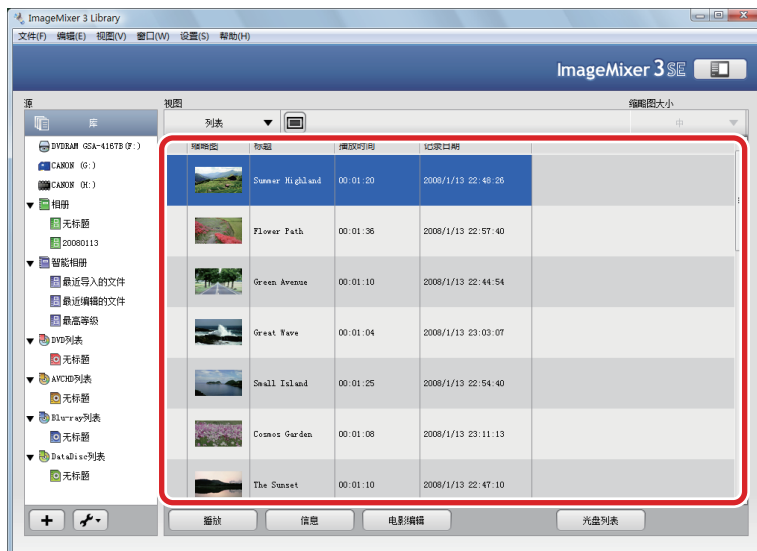 ImageMixer 3 Library
文件(F) 编辑(E) 视图(V) 窗口(W) 设置(S) 帮助(H)
ImageMixer 3 SE
源
视图
缩略图大小
库
列表
中
DVDRAM GSA-4167B(F:)
CANON (G:)
CANON (H:)
相册
无标题
20080113
智能相册
最近导入的文件
最近编辑的文件
最高等级
DVD列表
无标题
AVCHD列表
无标题
Blu-ray列表
无标题
DataDisc列表
无标题
缩略图 标题 播放时间 记录日期
Summer Highland 00:01:20 2008/1/13 22:48:26
Flower Path 00:01:36 2008/1/13 22:57:40
Green Avenue 00:01:10 2008/1/13 22:44:54
Great Wave 00:01:04 2008/1/13 23:03:07
Small Island 00:01:25 2008/1/13 22:54:40
Cosmos Garden 00:01:08 2008/1/13 23:11:13
The Sunset 00:01:10 2008/1/13 22:47:10
播放 信息 电影编辑 光盘列表